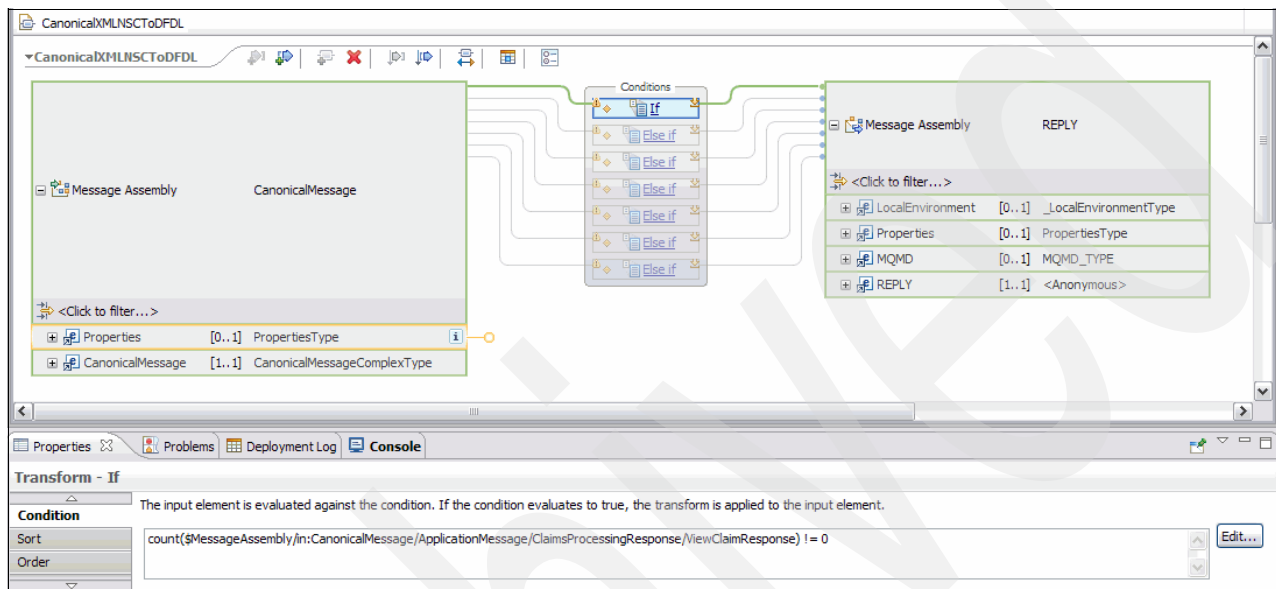 CanonicalXMLNSCToDFDL
CanonicalXMLNSCToDFDL
Conditions
If
Else if
Else if
Else if
Else if
Else if
Else if
Message Assembly CanonicalMessage
<Click to filter...>
Properties [0..1] PropertiesType
CanonicalMessage [1..1] CanonicalMessageComplexType
Message Assembly REPLY
<Click to filter...>
LocalEnvironment [0..1] _LocalEnvironmentType
Properties [0..1] PropertiesType
MQMD [0..1] MQMD_TYPE
REPLY [1..1] <Anonymous>
Properties Problems Deployment Log Console
Transform - If
Condition
Sort
Order
The input element is evaluated against the condition. If the condition evaluates to true, the transform is applied to the input element.
count($MessageAssembly/in:CanonicalMessage/ApplicationMessage/ClaimsProcessingResponse/ViewClaimResponse) != 0
Edit...